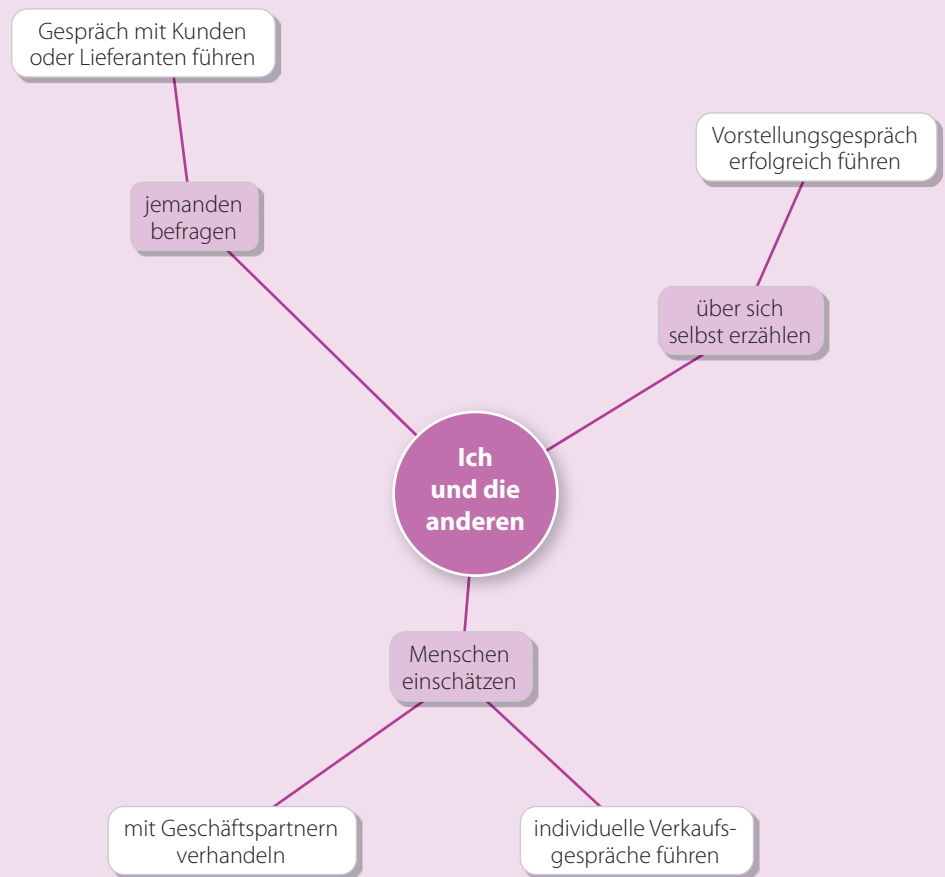 Gespräch mit Kunden
oder Lieferanten führen
Vorstellungsgespräch
erfolgreich führen
jemanden
befragen
über sich
selbst erzählen
Ich
und die
anderen
Menschen
einschätzen
mit Geschäftspartnern
verhandeln
individuelle Verkaufs-
gespräche führen